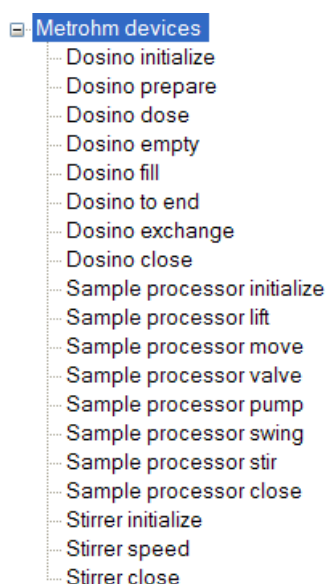 Metrohm devices
Dosino initialize
Dosino prepare
Dosino dose
Dosino empty
Dosino fill
Dosino to end
Dosino exchange
Dosino close
Sample processor initialize
Sample processor lift
Sample processor move
Sample processor valve
Sample processor pump
Sample processor swing
Sample processor stir
Sample processor close
Stirrer initialize
Stirrer speed
Stirrer close